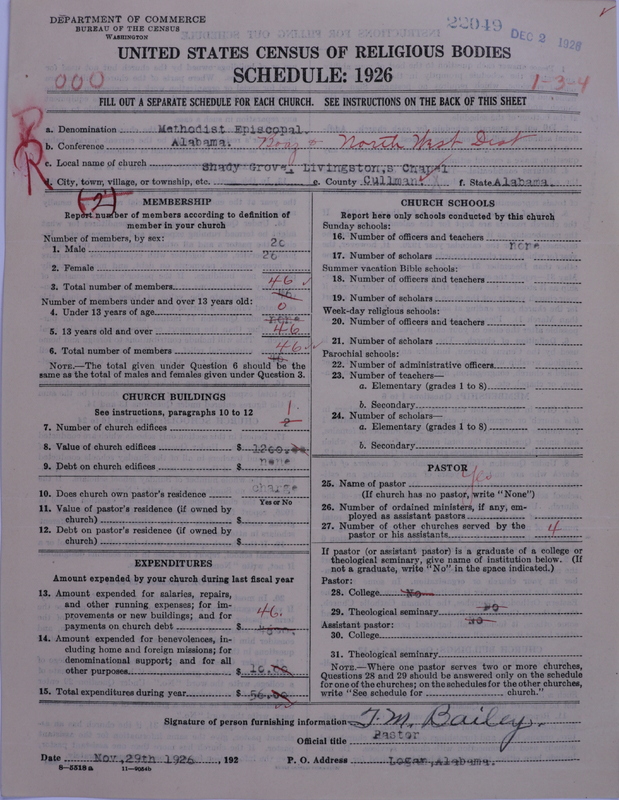 DEPARTMENT OF COMMERCE
BUREAU OF THE CENSUS
WASHINGTON
22049 DEC 2 1926
UNITED STATES CENSUS OF RELIGIOUS BODIES
SCHEDULE: 1926
000
1-3-4
FILL OUT A SEPARATE SCHEDULE FOR EACH CHURCH. SEE INSTRUCTIONS ON THE BACK OF THIS SHEET
a. Denomination Methodist Episcopal.
b. Conference Alabama. Boaz & North West Dist
c. Local name of church Shady Grove, Livingston,s Chapel
d. City, town, village, or township, etc. e. County Cullman f. State Alabama.
(2)
MEMBERSHIP
Report number of members according to definition of
member in your church
Number of members, by sex:
1. Male 20
2. Female 26
3. Total number of members 46
Number of members under and over 13 years old:
4. Under 13 years of age 0 none
5. 13 years old and over 46
6. Total number of members 46
NOTE.—The total given under Question 6 should be
same as the total of males and females given under Question 3.
CHURCH BUILDINGS
See instructions, paragraphs 10 to 12
7. Number of church edifices 1
8. Value of church edifices $ 1200.00
9. Debt on church edifices $ none
10. Does church own pastor's residence charge
Yes or No
11. Value of pastor's residence (if owned by
church) $
12. Debt on pastor's residence (if owned by
church) $
EXPENDITURES
Amount expended by your church during last fiscal year
13. Amount expended for salaries, repairs,
and other running expenses; for im-
provements or new buildings; and for
payments on church debt $ 46.
14. Amount expended for benevolences, in-
cluding home and foreign missions; for
denominational support; and for all
other purposes $ 10.00
15. Total expenditures during year $ 56.00
CHURCH SCHOOLS
Report here only schools conducted by this church
Sunday schools:
16. Number of officers and teachers none
17. Number of scholars
Summer vacation Bible schools:
18. Number of officers and teachers
19. Number of scholars
Week-day religious schools:
20. Number of officers and teachers
21. Number of scholars
Parochial schools:
22. Number of administrative officers
23. Number of teachers—
a. Elementary (grades 1 to 8)
b. Secondary
24. Number of scholars—
a. Elementary (grades 1 to 8)
b. Secondary
PASTOR
25. Name of pastor Yes
(If church has no pastor, write "None")
26. Number of ordained ministers, if any, em-
ployed as assistant pastors
27. Number of other churches served by the
pastor or his assistants 4
If pastor (or assistant pastor) is a graduate of a college or
theological seminary, give name of institution below. (If
not a graduate, write "No" in the space indicated.)
Pastor:
28. College No
29. Theological seminary no
Assistant pastor: No
30. College
31. Theological seminary
NOTE.—Where one pastor serves two or more churches,
Questions 28 and 29 should be answered only on the schedule
for one of the churches; on the schedules for the other churches,
write "See schedule for church."
Signature of person furnishing information T. M. Bailey.
Official title Pastor
Date Nov, 29th 1926, 192 P. O. Address Logan, Alabama.
8—5518 a 11—9054b